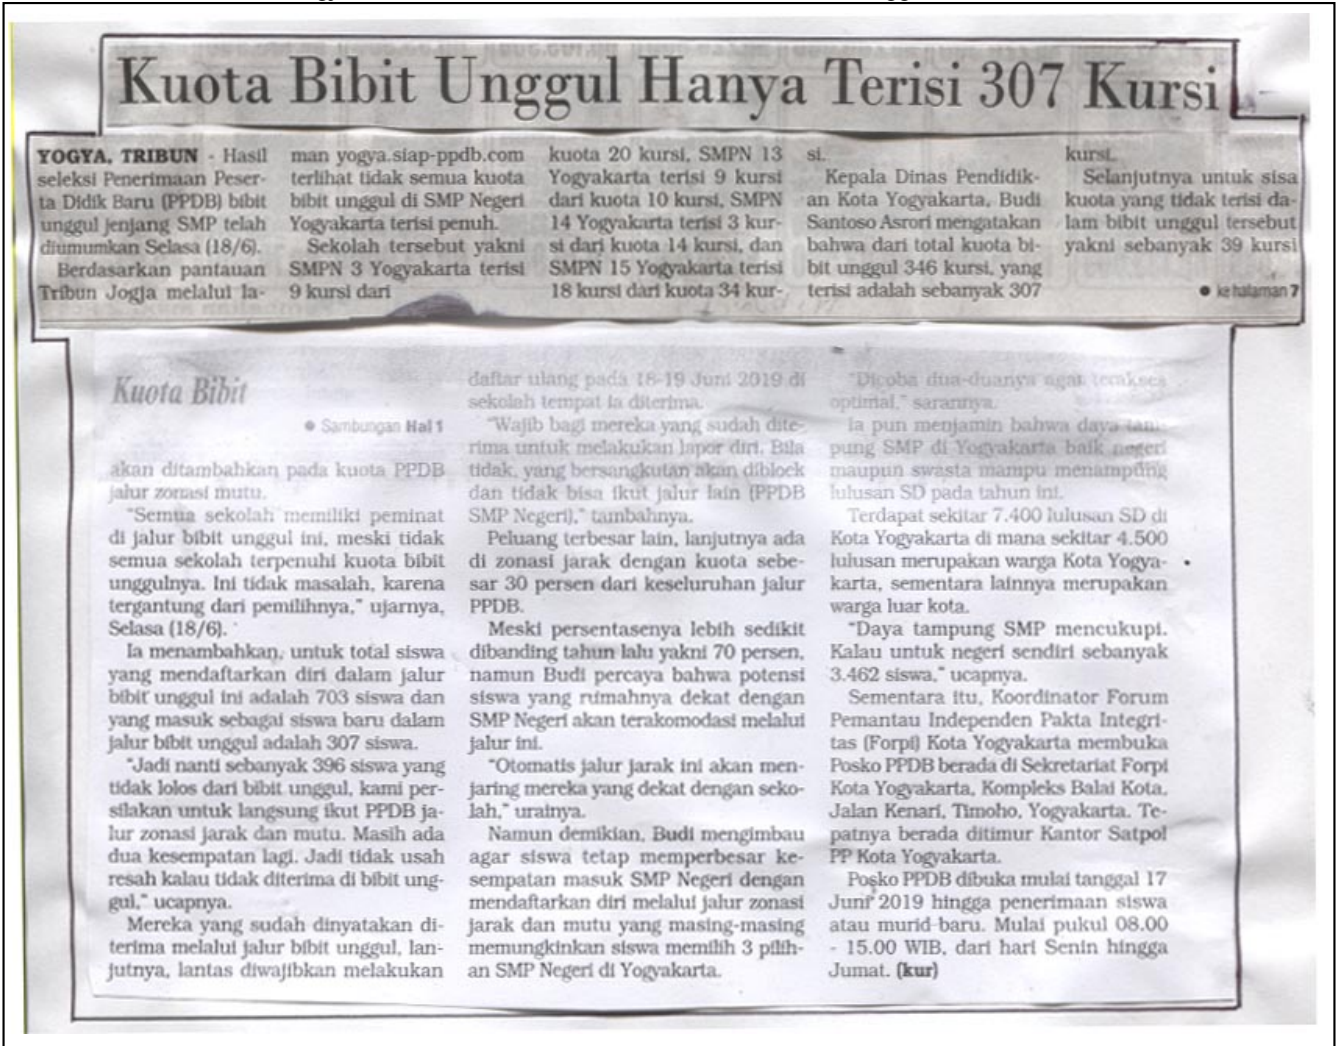 Kuota Bibit Unggul Hanya Terisi 307 Kursi
YOGYA, TRIBUN - Hasil
seleksi Penerimaan Peser-
ta Didik Baru (PPDB) bibit
unggul jenjang SMP telah
diumumkan Selasa (18/6).
Berdasarkan pantauan
Tribun Jogja melalui la-
man yogya.siap-ppdb.com
terlihat tidak semua kuota
bibit unggul di SMP Negeri
Yogyakarta terisi penuh.
Sekolah tersebut yakni
SMPN 3 Yogyakarta terisi
9 kursi dari
kuota 20 kursi, SMPN 13
Yogyakarta terisi 9 kursi
dari kuota 10 kursi, SMPN
14 Yogyakarta terisi 3 kur-
si dari kuota 14 kursi, dan
SMPN 15 Yogyakarta terisi
18 kursi dari kuota 34 kur-
si.
Kepala Dinas Pendidik-
an Kota Yogyakarta, Budi
Santoso Asrori mengatakan
bahwa dari total kuota bi-
bit unggul 346 kursi, yang
terisi adalah sebanyak 307
kursi.
Selanjutnya untuk sisa
kuota yang tidak terisi da-
lam bibit unggul tersebut
yakni sebanyak 39 kursi
● ke halaman 7
Kuota Bibit
● Sambungan Hal 1
akan ditambahkan pada kuota PPDB
jalur zonasi mutu.
"Semua sekolah memiliki peminat
di jalur bibit unggul ini, meski tidak
semua sekolah terpenuhi kuota bibit
unggulnya. Ini tidak masalah, karena
tergantung dari pemilihnya," ujarnya,
Selasa (18/6).
Ia menambahkan, untuk total siswa
yang mendaftarkan diri dalam jalur
bibit unggul ini adalah 703 siswa dan
yang masuk sebagai siswa baru dalam
jalur bibit unggul adalah 307 siswa.
"Jadi nanti sebanyak 396 siswa yang
tidak lolos dari bibit unggul, kami per-
silakan untuk langsung ikut PPDB ja-
lur zonasi jarak dan mutu. Masih ada
dua kesempatan lagi. Jadi tidak usah
resah kalau tidak diterima di bibit ung-
gul," ucapnya.
Mereka yang sudah dinyatakan di-
terima melalui jalur bibit unggul, lan-
jutnya, lantas diwajibkan melakukan
daftar ulang pada 18-19 Juni 2019 di
sekolah tempat ia diterima.
"Wajib bagi mereka yang sudah dite-
rima untuk melakukan lapor diri. Bila
tidak, yang bersangkutan akan diblock
dan tidak bisa ikut jalur lain (PPDB
SMP Negeri)," tambahnya.
Peluang terbesar lain, lanjutnya ada
di zonasi jarak dengan kuota sebe-
sar 30 persen dari keseluruhan jalur
PPDB.
Meski persentasenya lebih sedikit
dibanding tahun lalu yakni 70 persen,
namun Budi percaya bahwa potensi
siswa yang rumahnya dekat dengan
SMP Negeri akan terakomodasi melalui
jalur ini.
"Otomatis jalur jarak ini akan men-
jaring mereka yang dekat dengan seko-
lah," urainya.
Namun demikian, Budi mengimbau
agar siswa tetap memperbesar ke-
sempatan masuk SMP Negeri dengan
mendaftarkan diri melalui jalur zonasi
jarak dan mutu yang masing-masing
memungkinkan siswa memilih 3 pilih-
an SMP Negeri di Yogyakarta.
"Dicoba dua-duanya agar terakses
optimal," sarannya.
Ia pun menjamin bahwa daya tam-
pung SMP di Yogyakarta baik negeri
maupun swasta mampu menampung
lulusan SD pada tahun ini.
Terdapat sekitar 7.400 lulusan SD di
Kota Yogyakarta di mana sekitar 4.500
lulusan merupakan warga Kota Yogya-
karta, sementara lainnya merupakan
warga luar kota.
"Daya tampung SMP mencukupi.
Kalau untuk negeri sendiri sebanyak
3.462 siswa," ucapnya.
Sementara itu, Koordinator Forum
Pemantau Independen Pakta Integri-
tas (Forpi) Kota Yogyakarta membuka
Posko PPDB berada di Sekretariat Forpi
Kota Yogyakarta, Kompleks Balai Kota,
Jalan Kenari, Timoho, Yogyakarta. Te-
patnya berada ditimur Kantor Satpol
PP Kota Yogyakarta.
Posko PPDB dibuka mulai tanggal 17
Juni 2019 hingga penerimaan siswa
atau murid baru. Mulai pukul 08.00
- 15.00 WIB, dari hari Senin hingga
Jumat. (kur)